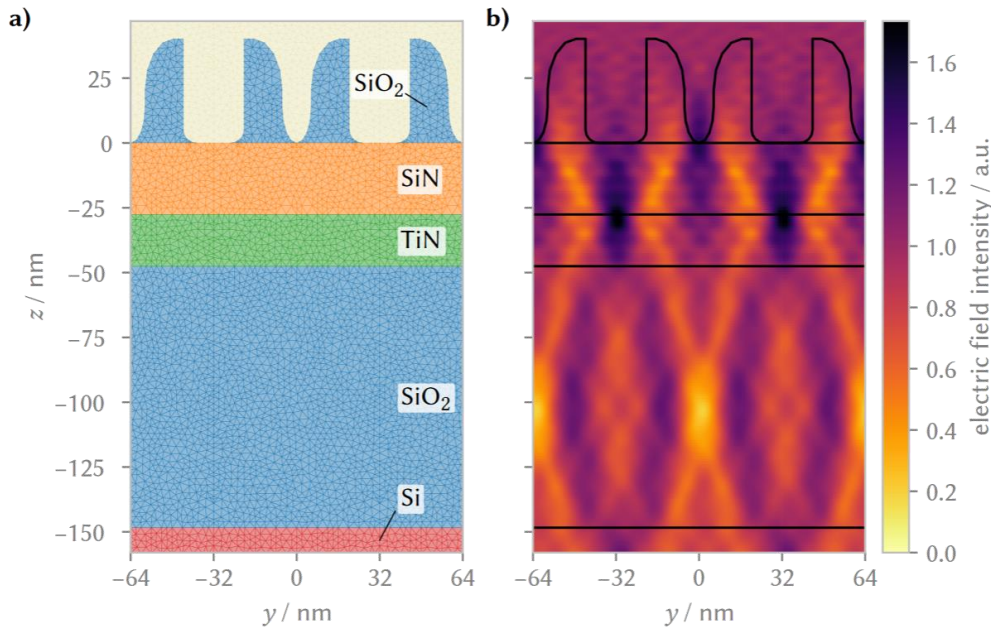 a)
b)
25
0
−25
−50
−75
−100
−125
−150
z / nm
SiO₂
SiN
TiN
SiO₂
Si
−64
−32
0
32
64
y / nm
−64
−32
0
32
64
y / nm
1.6
1.4
1.2
1.0
0.8
0.6
0.4
0.2
0.0
electric field intensity / a.u.